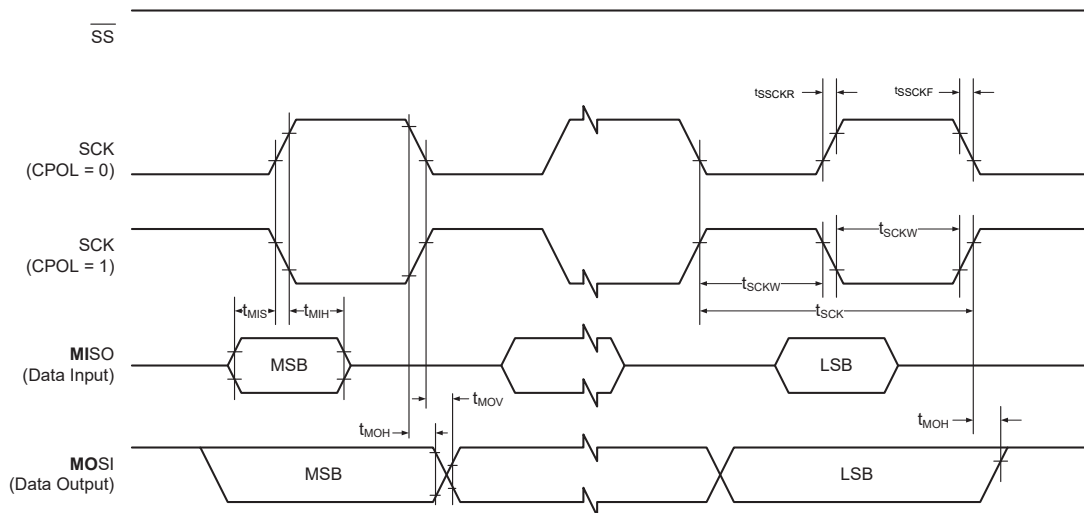 SS
tSSCKR
tSSCKF
SCK
(CPOL = 0)
SCK
(CPOL = 1)
tSCKW
tSCKW
tSCK
tMIS
tMIH
MISO
(Data Input)
MSB
LSB
tMOV
tMOH
tMOH
MOSI
(Data Output)
MSB
LSB